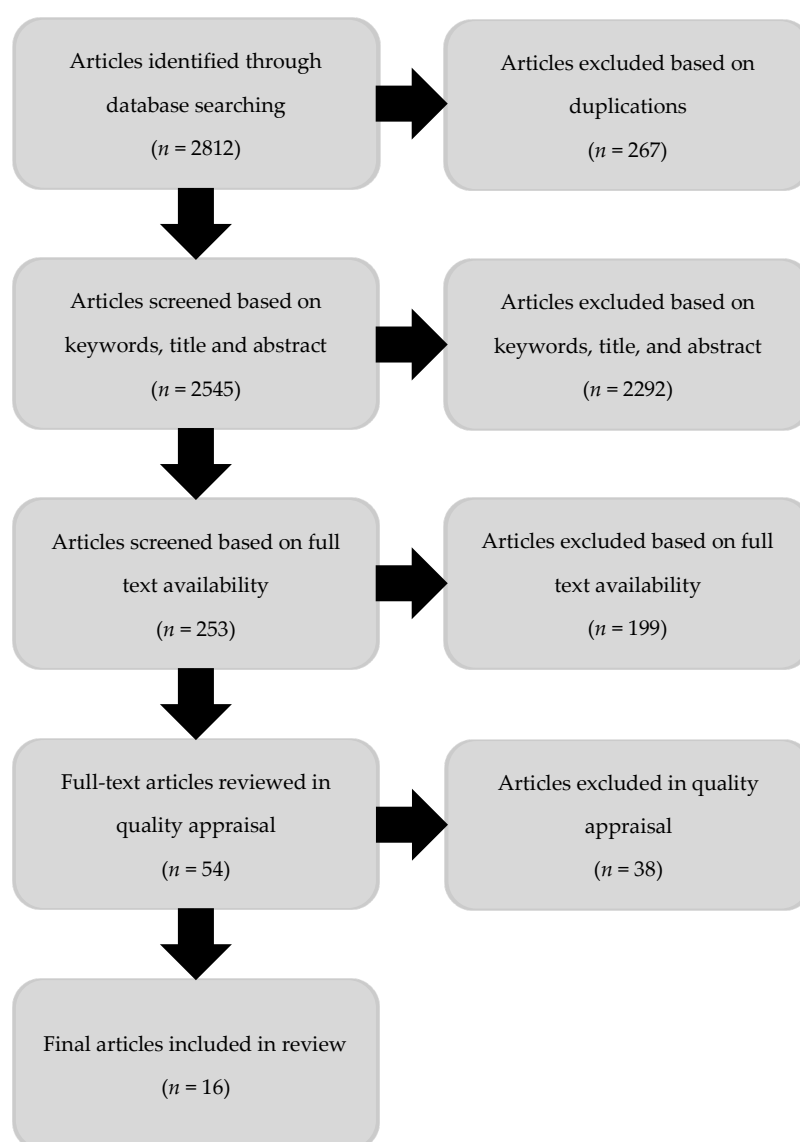 Articles identified through
database searching
(n = 2812)
Articles excluded based on
duplications
(n = 267)
Articles screened based on
keywords, title and abstract
(n = 2545)
Articles excluded based on
keywords, title, and abstract
(n = 2292)
Articles screened based on full
text availability
(n = 253)
Articles excluded based on full
text availability
(n = 199)
Full-text articles reviewed in
quality appraisal
(n = 54)
Articles excluded in quality
appraisal
(n = 38)
Final articles included in review
(n = 16)